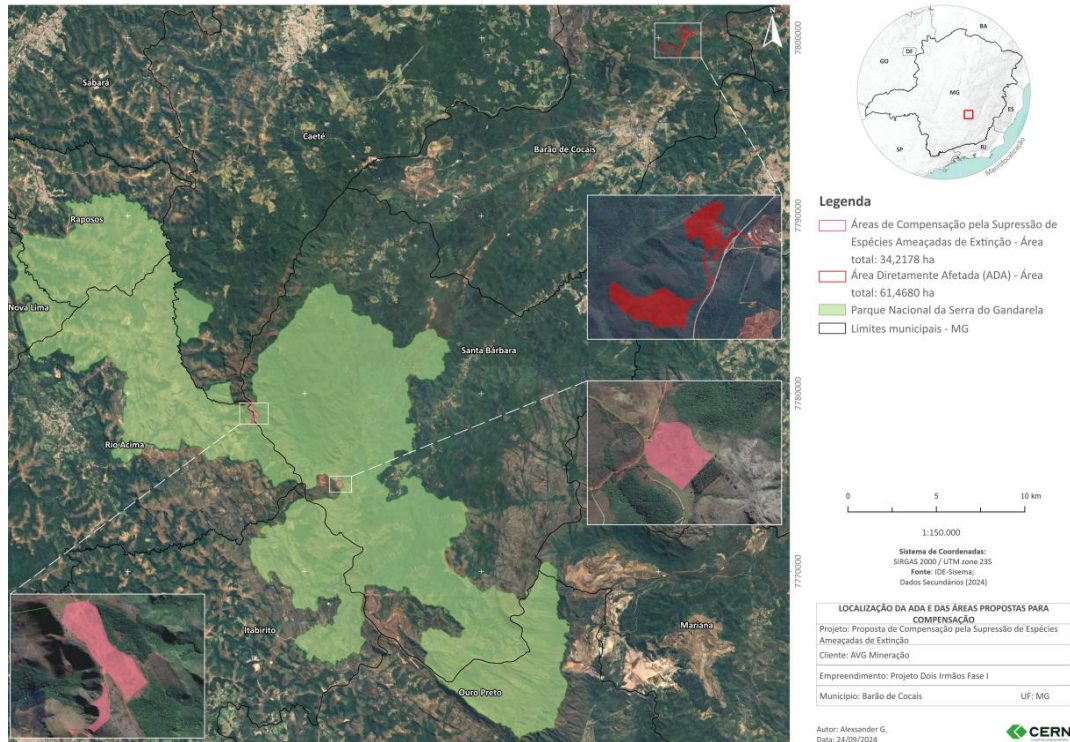 N
Sabará
Caeté
Barão de Cocais
Raposos
Nova Lima
Santa Bárbara
Rio Acima
Itabirito
Mariana
Ouro Preto
7800000
7790000
7780000
7770000
BA
DF
GO
MG
ES
SP
RJ
Macrolocalização
Legenda
Áreas de Compensação pela Supressão de
Espécies Ameaçadas de Extinção - Área
total: 34,2178 ha
Área Diretamente Afetada (ADA) - Área
total: 61,4680 ha
Parque Nacional da Serra do Gandarela
Limites municipais - MG
0 5 10 km
1:150.000
Sistema de Coordenadas:
SIRGAS 2000 / UTM zone 23S
Fonte: IDE-Sisema;
Dados Secundários (2024)
LOCALIZAÇÃO DA ADA E DAS ÁREAS PROPOSTAS PARA
COMPENSAÇÃO
Projeto: Proposta de Compensação pela Supressão de Espécies
Ameaçadas de Extinção
Cliente: AVG Mineração
Empreendimento: Projeto Dois Irmãos Fase I
Município: Barão de Cocais UF: MG
Autor: Alexsander G.
Data: 24/09/2024
CERN